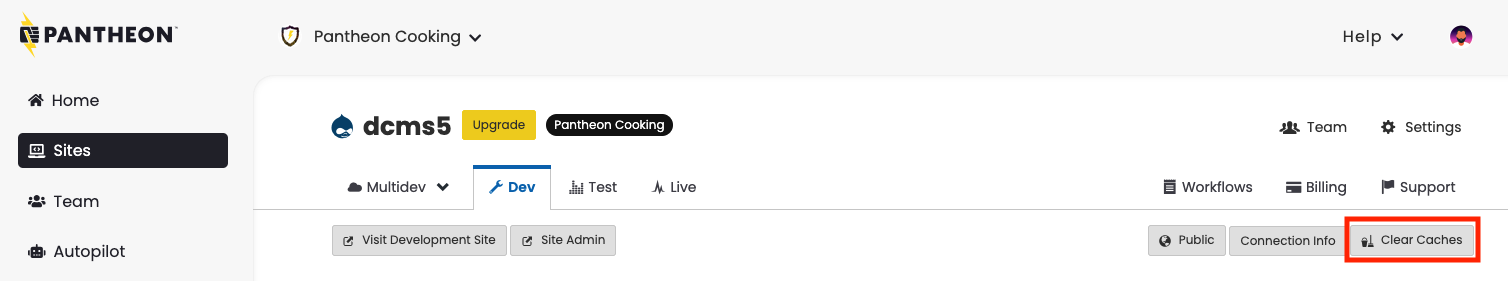 PANTHEON™
Pantheon Cooking
Help
Home
Sites
Team
Autopilot
dcms5
Upgrade
Pantheon Cooking
Team
Settings
Multidev
Dev
Test
Live
Workflows
Billing
Support
Visit Development Site
Site Admin
Public
Connection Info
Clear Caches